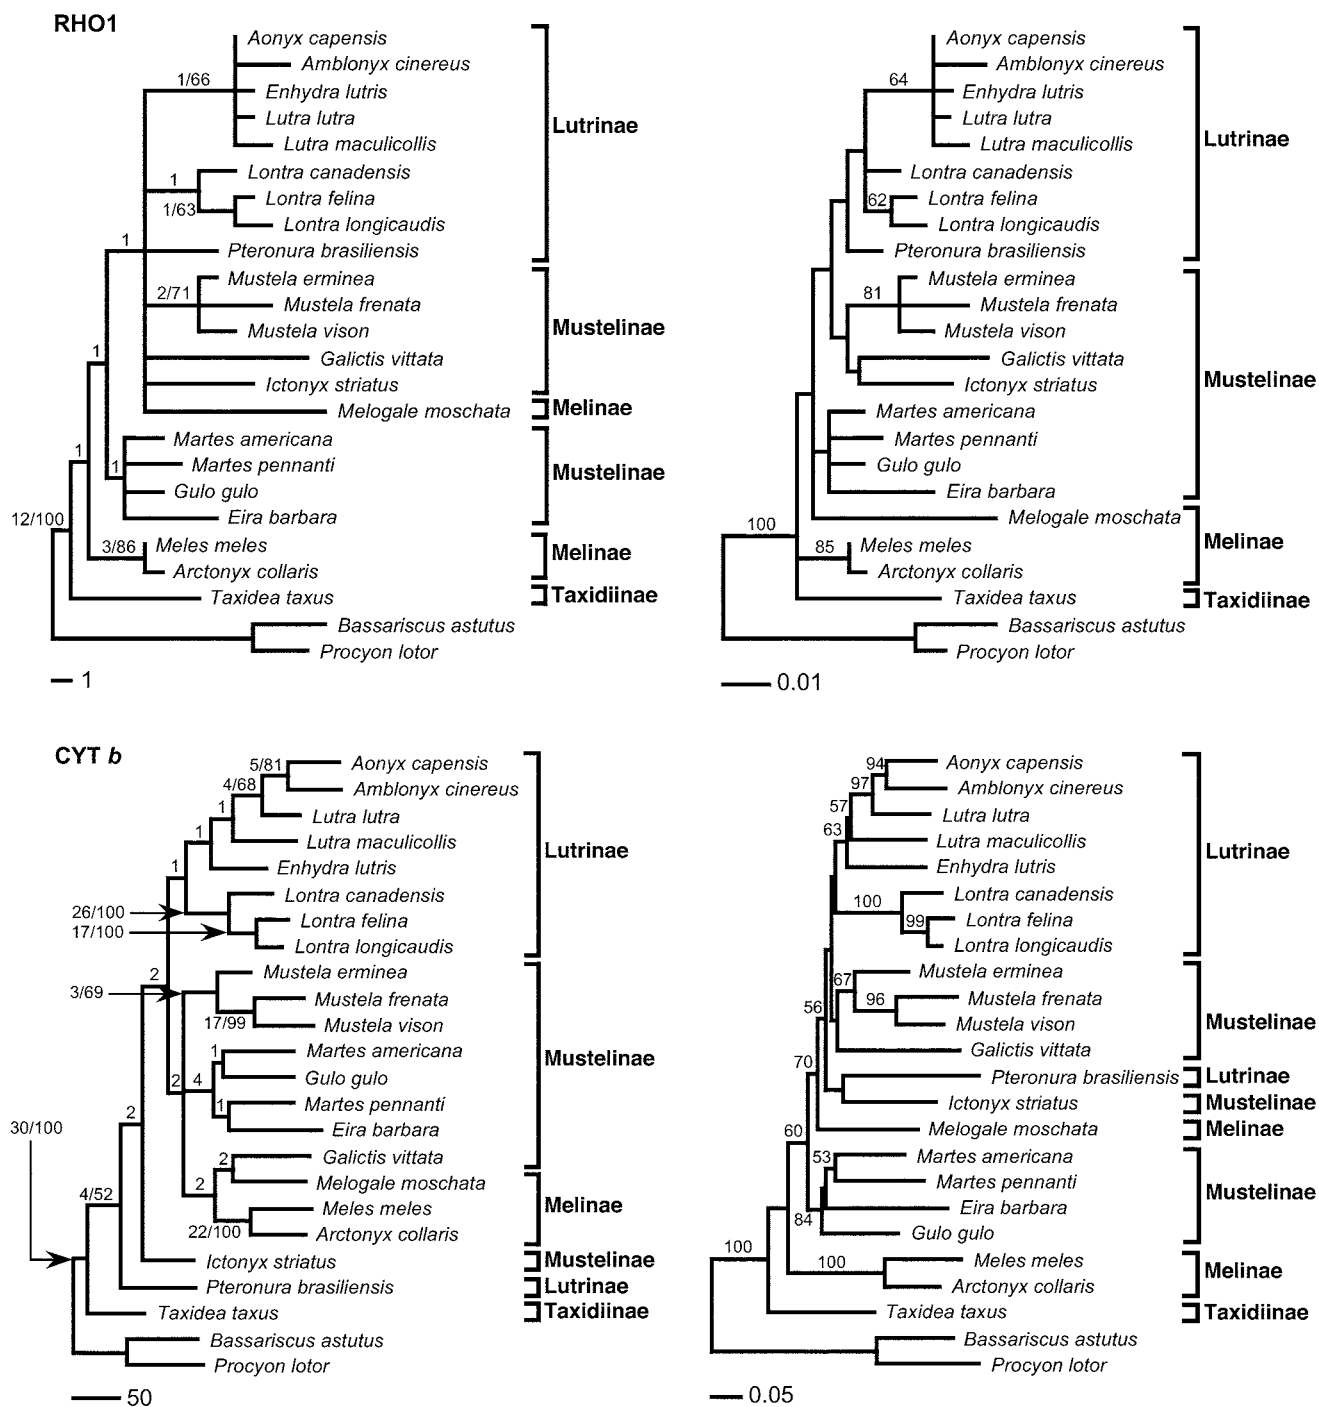 RHO1
Aonyx capensis
Amblonyx cinereus
1/66
Enhydra lutris
Lutra lutra
Lutrinae
Lutra maculicollis
Lontra canadensis
1
Lontra felina
1/63
Lontra longicaudis
1
Pteronura brasiliensis
Mustela erminea
2/71
Mustela frenata
Mustela vison
Mustelinae
Galictis vittata
1
Ictonyx striatus
Melogale moschata
Melinae
Martes americana
1
Martes pennanti
1
Mustelinae
Gulo gulo
Eira barbara
12/100
3/86
Meles meles
Melinae
Arctonyx collaris
Taxidea taxus
Taxidiinae
Bassariscus astutus
Procyon lotor
1
Aonyx capensis
Amblonyx cinereus
64
Enhydra lutris
Lutra lutra
Lutrinae
Lutra maculicollis
Lontra canadensis
62
Lontra felina
Lontra longicaudis
Pteronura brasiliensis
Mustela erminea
81
Mustela frenata
Mustela vison
Galictis vittata
Mustelinae
Ictonyx striatus
Martes americana
Martes pennanti
Gulo gulo
Eira barbara
Melogale moschata
100
Melinae
85
Meles meles
Arctonyx collaris
Taxidea taxus
Taxidiinae
Bassariscus astutus
Procyon lotor
0.01
CYT b
5/81
Aonyx capensis
4/68
Amblonyx cinereus
1
Lutra lutra
1
Lutra maculicollis
Lutrinae
1
Enhydra lutris
Lontra canadensis
26/100
Lontra felina
17/100
Lontra longicaudis
2
Mustela erminea
3/69
Mustela frenata
17/99
Mustela vison
1
Martes americana
Mustelinae
2
4
Gulo gulo
1
Martes pennanti
2
Eira barbara
30/100
2
Galictis vittata
2
Melogale moschata
4/52
Meles meles
Melinae
22/100
Arctonyx collaris
Ictonyx striatus
Mustelinae
Pteronura brasiliensis
Lutrinae
Taxidea taxus
Taxidiinae
Bassariscus astutus
Procyon lotor
50
94
Aonyx capensis
97
Amblonyx cinereus
57
Lutra lutra
63
Lutra maculicollis
Lutrinae
Enhydra lutris
Lontra canadensis
100
99
Lontra felina
Lontra longicaudis
67
Mustela erminea
96
Mustela frenata
56
Mustela vison
Mustelinae
Galictis vittata
70
Pteronura brasiliensis
Lutrinae
Ictonyx striatus
Mustelinae
60
Melogale moschata
Melinae
53
Martes americana
Martes pennanti
Mustelinae
Eira barbara
84
Gulo gulo
100
100
Meles meles
Melinae
Arctonyx collaris
Taxidea taxus
Taxidiinae
Bassariscus astutus
Procyon lotor
0.05